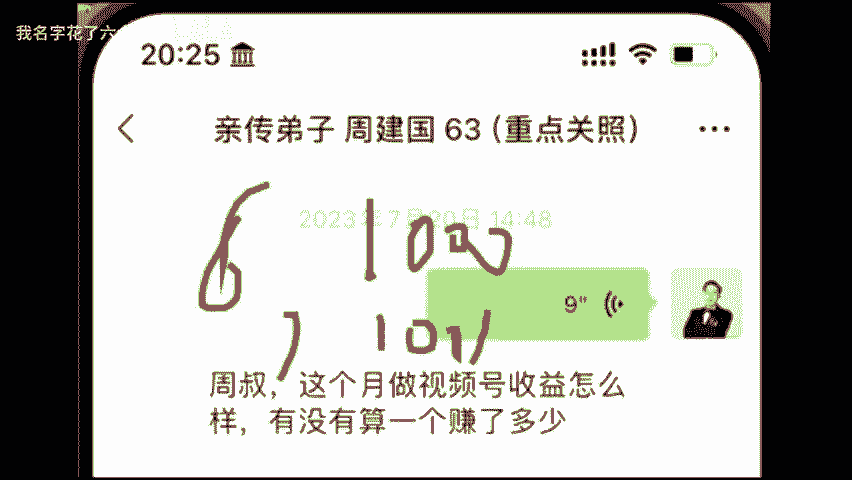 我名字花了六
20:25
亲传弟子 周建国 63（重点关照）
2023年7月20日 14:48
6 1000
9"
7
周叔，这个月做视频号收益怎么
样，有没有算一个赚了多少